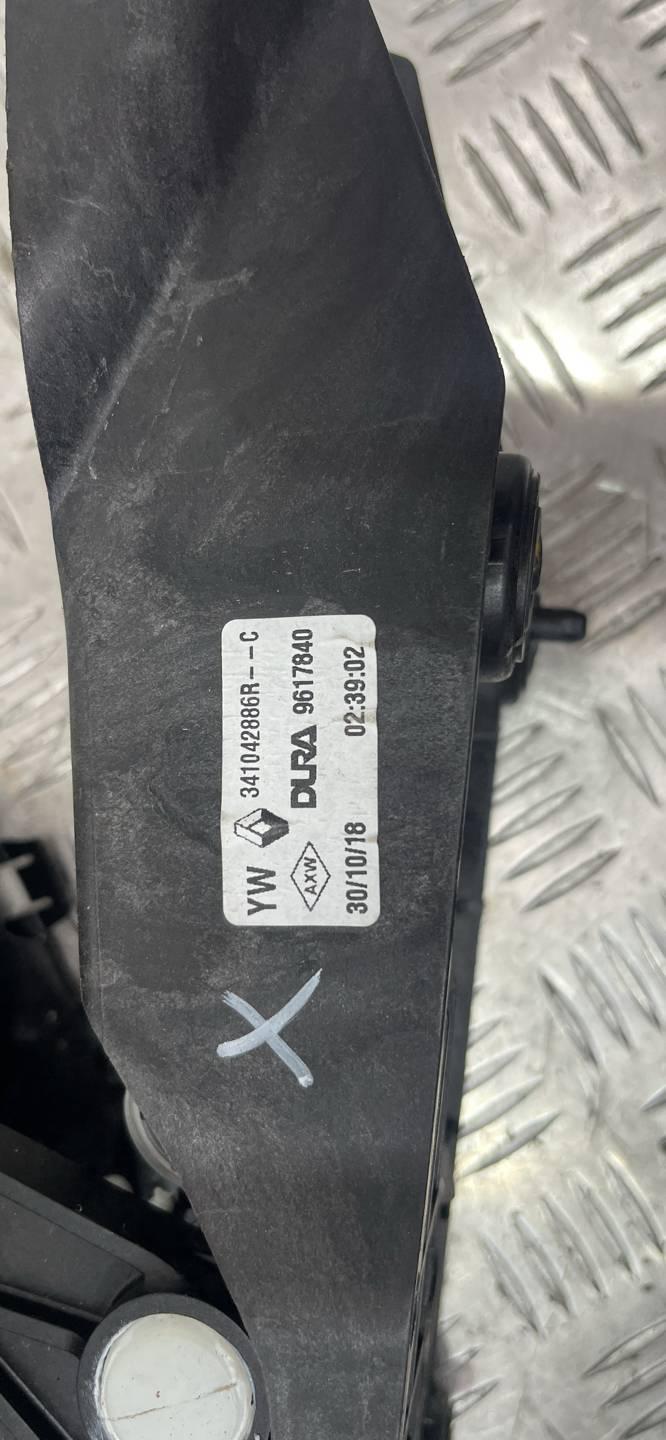 YW 341042886R--C
AXW DURA 9617840
30/10/18 02:39:02
X